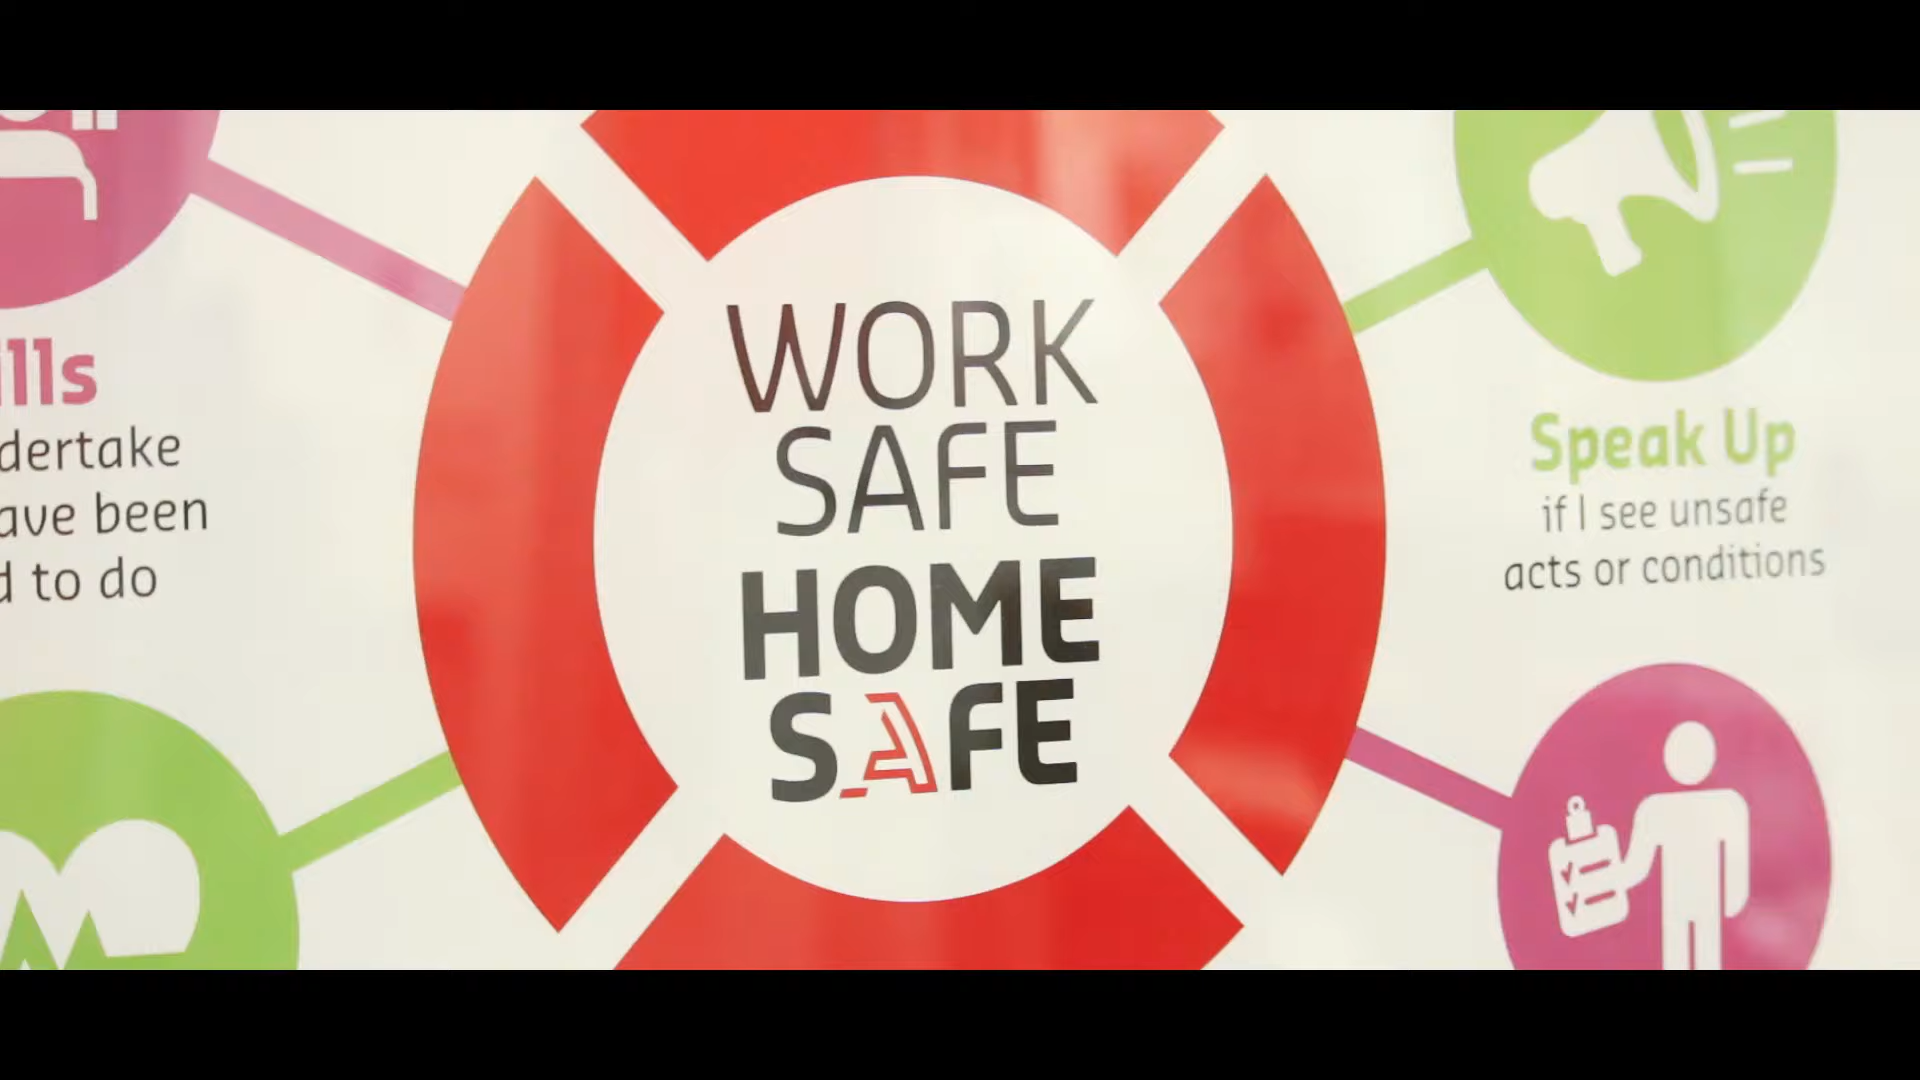 ills
dertake
ave been
d to do
WORK
SAFE
HOME
SAFE
Speak Up
if I see unsafe
acts or conditions